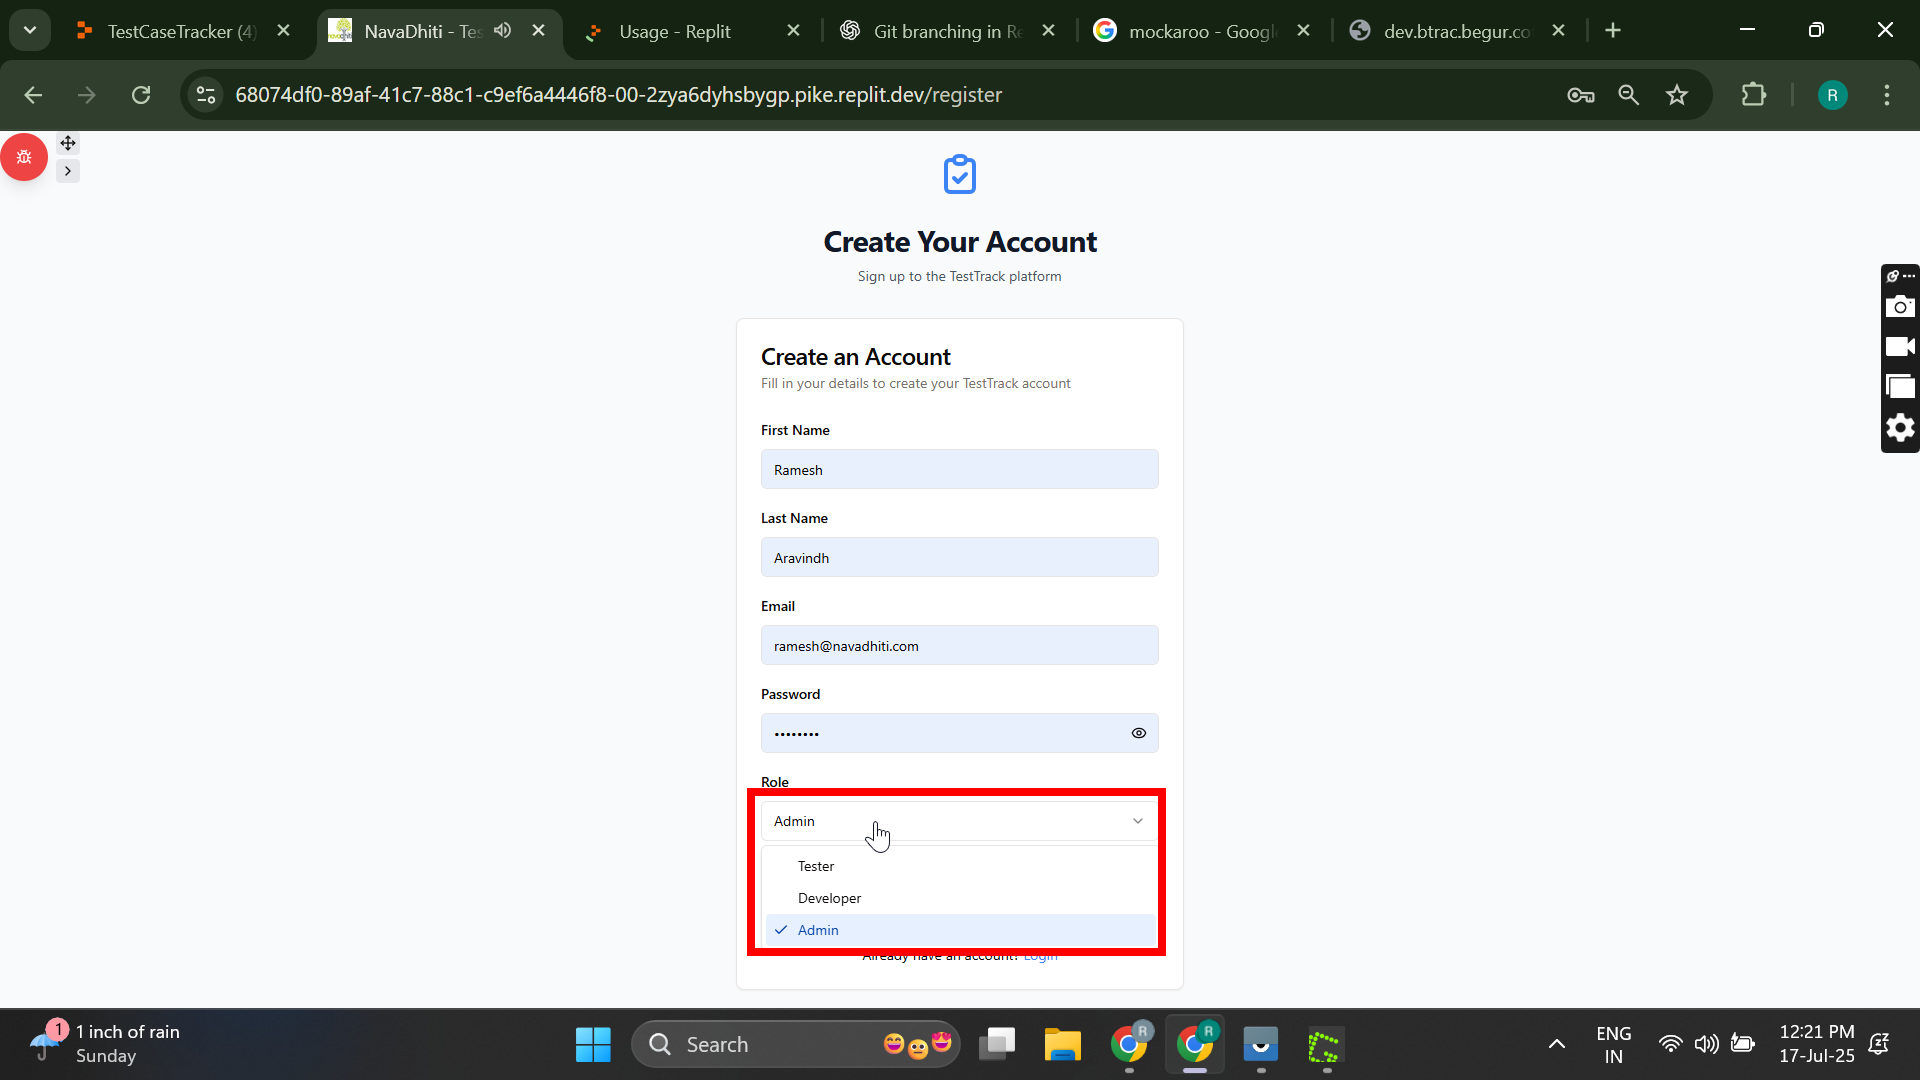 TestCaseTracker (4)
NavaDhiti - Tes
Usage - Replit
Git branching in Re
mockaroo - Googl
dev.btrac.begur.co
68074df0-89af-41c7-88c1-c9ef6a4446f8-00-2zya6dyhsbygp.pike.replit.dev/register
R
Create Your Account
Sign up to the TestTrack platform
Create an Account
Fill in your details to create your TestTrack account
First Name
Ramesh
Last Name
Aravindh
Email
ramesh@navadhiti.com
Password
••••••••
Role
Admin
Tester
Developer
Admin
Already have an account? Login
1
1 inch of rain
Sunday
Search
R
R
ENG
IN
12:21 PM
17-Jul-25